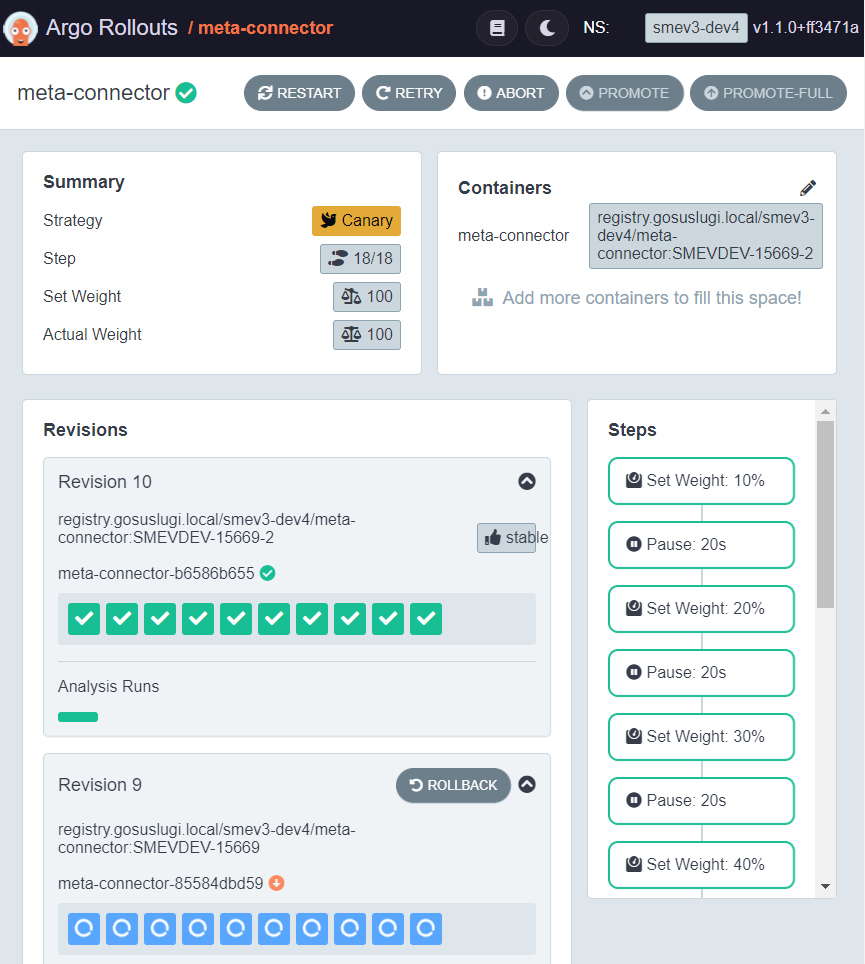 Argo Rollouts / meta-connector NS: smev3-dev4 v1.1.0+ff3471a
meta-connector RESTART RETRY ABORT PROMOTE PROMOTE-FULL
Summary
Strategy Canary
Step 18/18
Set Weight 100
Actual Weight 100
Containers
meta-connector
registry.gosuslugi.local/smev3-
dev4/meta-
connector:SMEVDEV-15669-2
Add more containers to fill this space!
Revisions
Revision 10
registry.gosuslugi.local/smev3-dev4/meta-
connector:SMEVDEV-15669-2
stable
meta-connector-b6586b655
Analysis Runs
Revision 9 ROLLBACK
registry.gosuslugi.local/smev3-dev4/meta-
connector:SMEVDEV-15669
meta-connector-85584dbd59
Steps
Set Weight: 10%
Pause: 20s
Set Weight: 20%
Pause: 20s
Set Weight: 30%
Pause: 20s
Set Weight: 40%